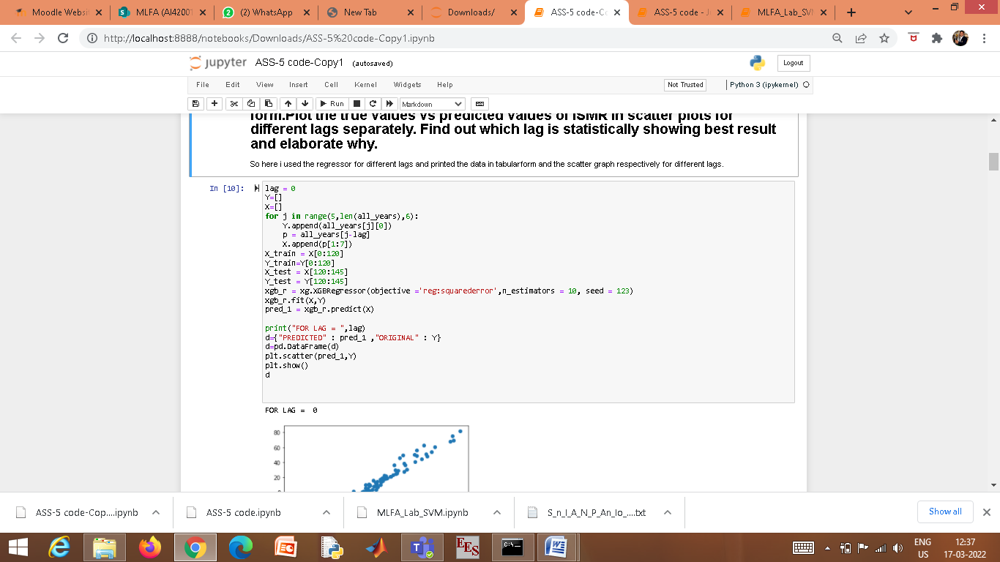 Moodle Websi
MLFA (AI42001
(2) WhatsApp
New Tab
Downloads/
ASS-5 code-Co
ASS-5 code - J
MLFA_Lab_SVM
http://localhost:8888/notebooks/Downloads/ASS-5%20code-Copy1.ipynb
jupyter ASS-5 code-Copy1 (autosaved)
Logout
File Edit View Insert Cell Kernel Widgets Help
Not Trusted
Python 3 (ipykernel)
Run
Markdown
form.Plot the true values vs predicted values of ISMR in scatter plots for
different lags separately. Find out which lag is statistically showing best result
and elaborate why.
So here i used the regressor for different lags and printed the data in tabularform and the scatter graph respectively for different lags.
In [10]:
lag = 0
Y=[]
X=[]
for j in range(5,len(all_years),6):
    Y.append(all_years[j][0])
    p = all_years[j-lag]
    X.append(p[1:7])
X_train = X[0:120]
Y_train=Y[0:120]
X_test = X[120:145]
Y_test = Y[120:145]
xgb_r = xg.XGBRegressor(objective ='reg:squarederror',n_estimators = 10, seed = 123)
xgb_r.fit(X,Y)
pred_1 = xgb_r.predict(X)
print("FOR LAG = ",lag)
d={"PREDICTED" : pred_1 ,"ORIGINAL" : Y}
d=pd.DataFrame(d)
plt.scatter(pred_1,Y)
plt.show()
d
FOR LAG =  0
80
60
40
20
ASS-5 code-Cop....ipynb
ASS-5 code.ipynb
MLFA_Lab_SVM.ipynb
S_n_I_A_N_P_An_Io_....txt
Show all
EES
C:\
ENG
US
12:37
17-03-2022